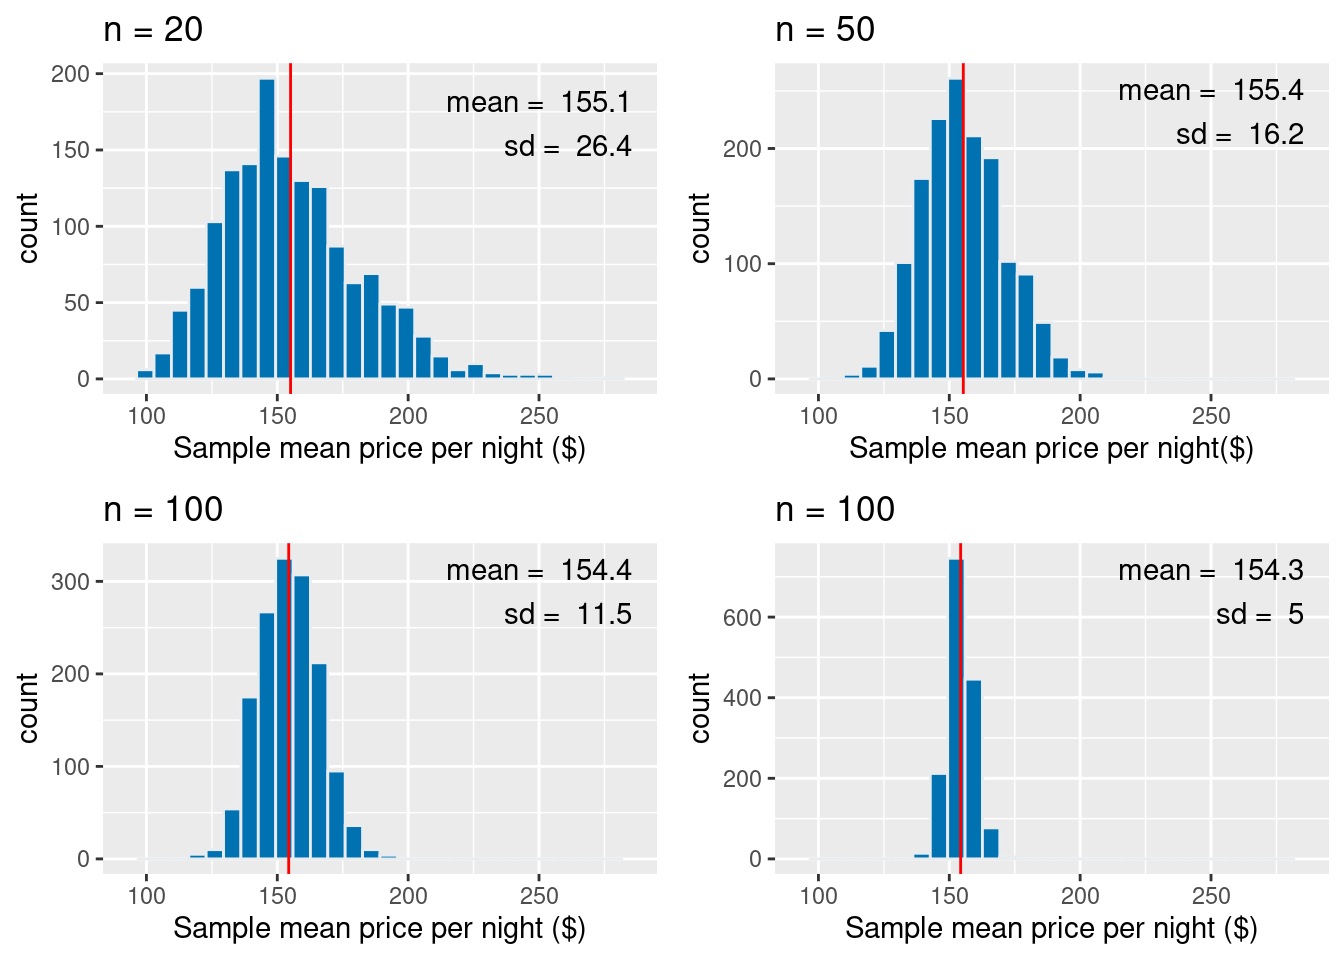 n = 20
mean = 155.1
sd = 26.4
count
200
150
100
50
0
100 150 200 250
Sample mean price per night ($)
n = 50
mean = 155.4
sd = 16.2
count
200
100
0
100 150 200 250
Sample mean price per night($)
n = 100
mean = 154.4
sd = 11.5
count
300
200
100
0
100 150 200 250
Sample mean price per night ($)
n = 100
mean = 154.3
sd = 5
count
600
400
200
0
100 150 200 250
Sample mean price per night ($)